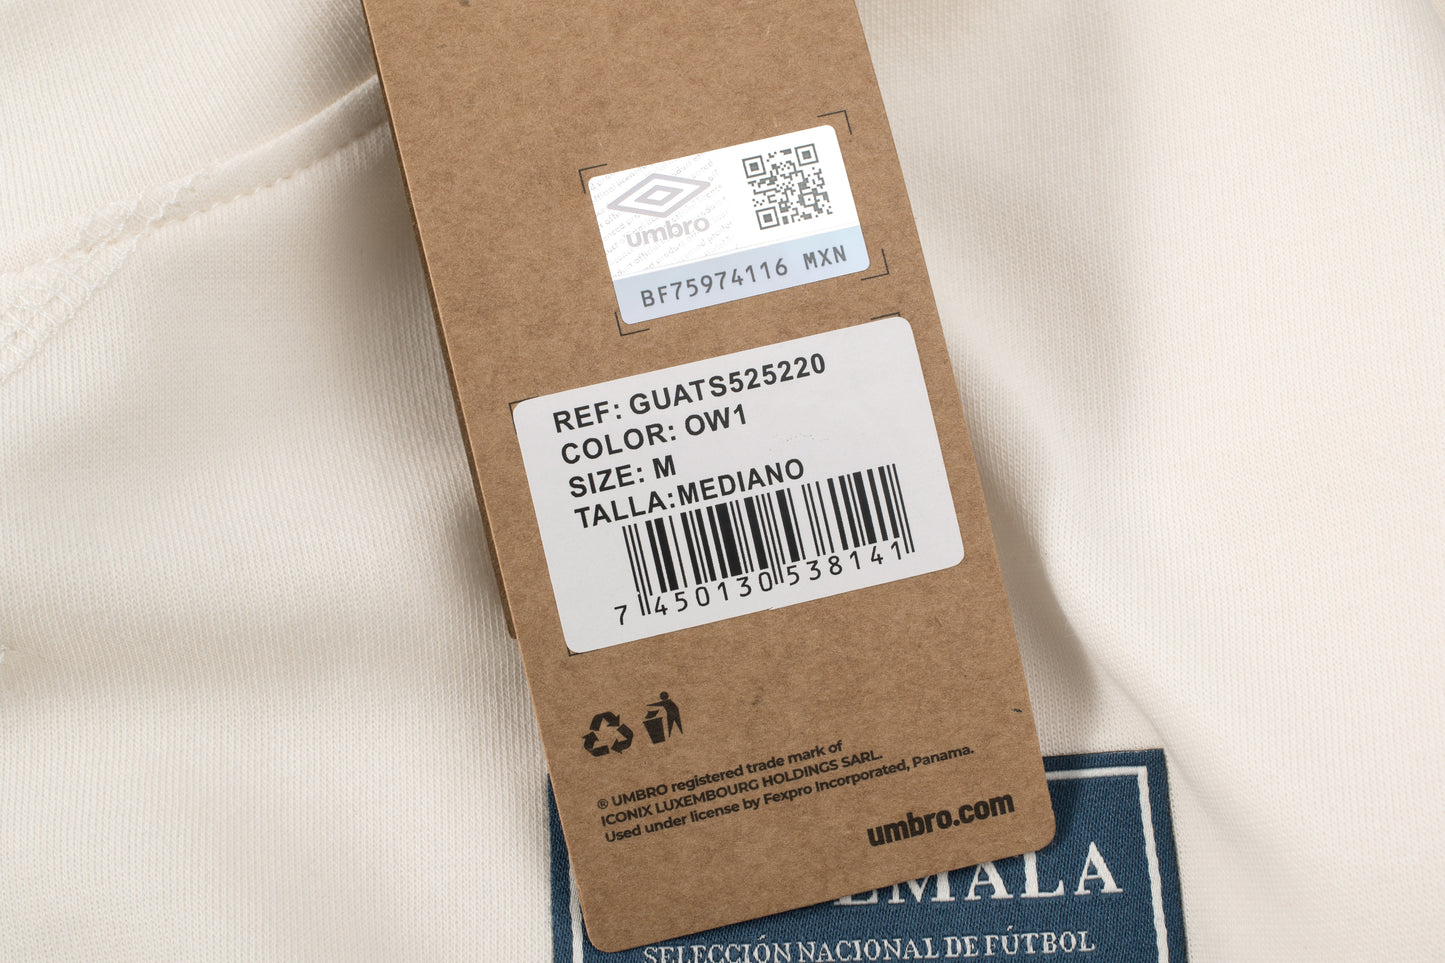 umbro
BF75974116 MXN
REF: GUATS525220
COLOR: OW1
SIZE: M
TALLA:MEDIANO
7 450130 538141
® UMBRO registered trade mark of
ICONIX LUXEMBOURG HOLDINGS SARL.
Used under license by Fexpro Incorporated, Panama.
umbro.com
EMALA
SELECCIÓN NACIONAL DE FÚTBOL